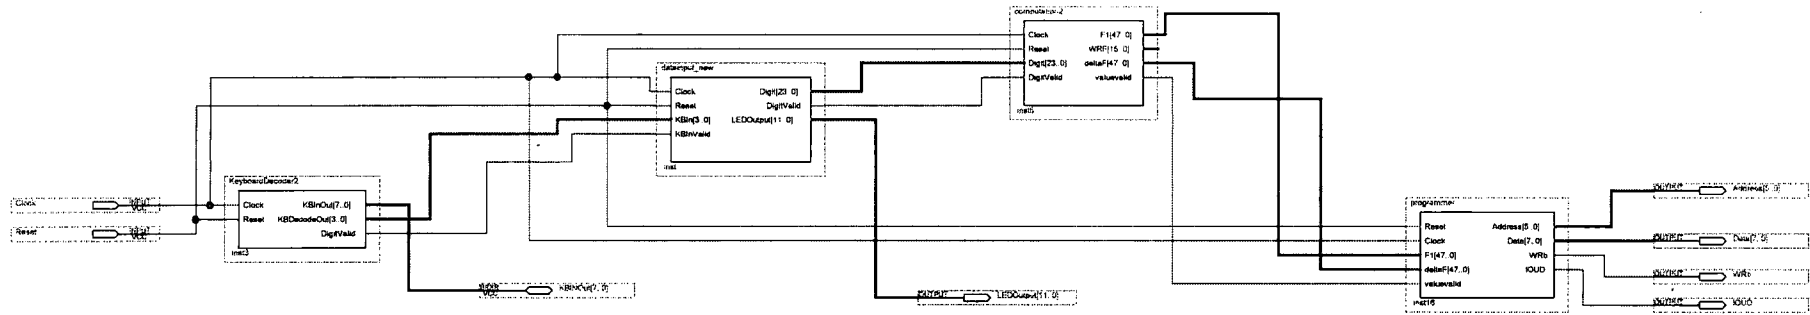 Clock
Reset
KeyboardDecoder2
Clock
Reset
KBInOut[7..0]
KBDecodeOut[3..0]
DigitValid
inst3
KBINOut[7..0]
Clock
Reset
KBIn[3..0]
KBInValid
Digit[23..0]
DigitValid
LEDOutput[11..0]
inst
OUTPUT
LEDOutput[11..0]
Clock
Reset
Digit[23..0]
DigitValid
F1[47..0]
WRF[15..0]
deltaF[47..0]
valuevalid
inst5
programmer
Reset
Clock
F1[47..0]
deltaF[47..0]
valuevalid
Address[5..0]
Data[7..0]
WRb
IOUD
inst16
OUTPUT
Address[5..0]
OUTPUT
Data[7..0]
OUTPUT
WRb
OUTPUT
IOUD